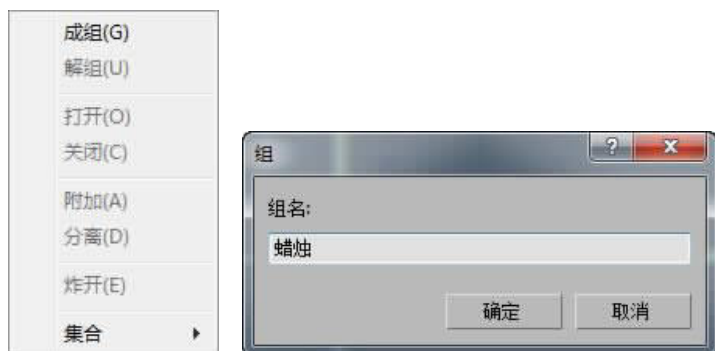 成组(G)
解组(U)
打开(O)
关闭(C)
附加(A)
分离(D)
炸开(E)
集合
组
组名:
蜡烛
确定
取消